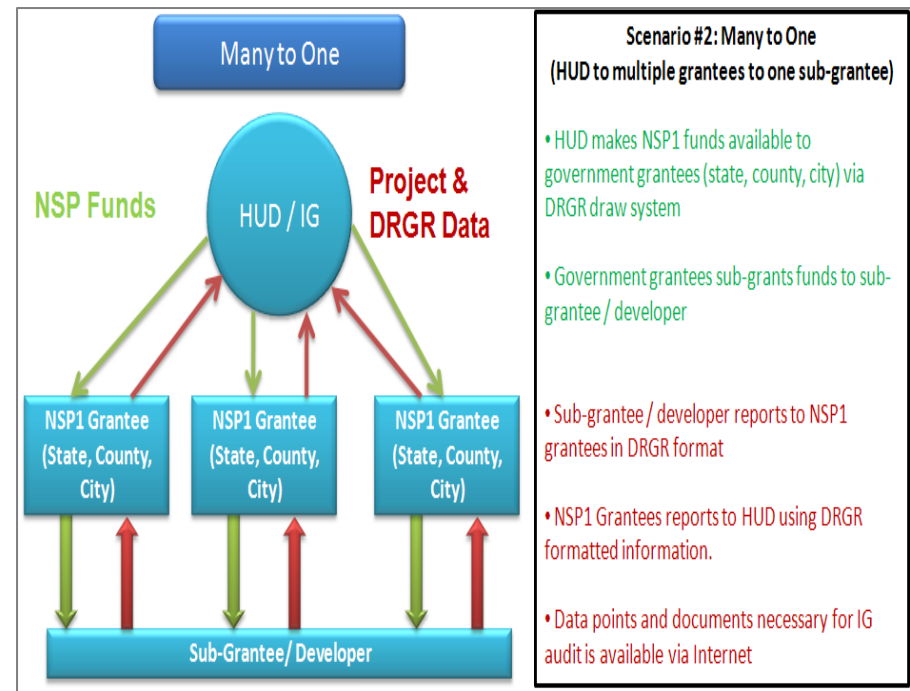 Many to One
NSP Funds
HUD / IG
Project &
DRGR Data
NSP1 Grantee
(State, County,
City)
NSP1 Grantee
(State, County,
City)
NSP1 Grantee
(State, County,
City)
Sub-Grantee/ Developer
Scenario #2: Many to One
(HUD to multiple grantees to one sub-grantee)
• HUD makes NSP1 funds available to
government grantees (state, county, city) via
DRGR draw system
• Government grantees sub-grants funds to sub-
grantee / developer
• Sub-grantee / developer reports to NSP1
grantees in DRGR format
• NSP1 Grantees reports to HUD using DRGR
formatted information.
• Data points and documents necessary for IG
audit is available via Internet